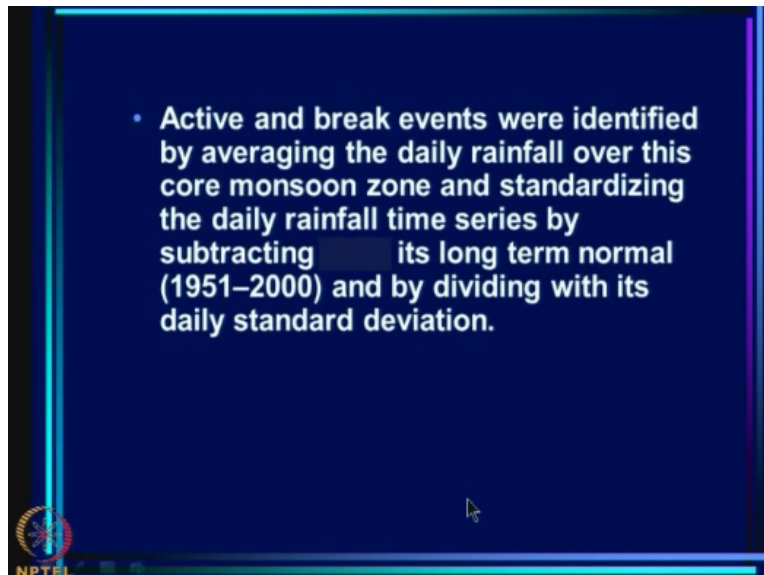 • Active and break events were identified
by averaging the daily rainfall over this
core monsoon zone and standardizing
the daily rainfall time series by
subtracting its long term normal
(1951–2000) and by dividing with its
daily standard deviation.
NPTEL